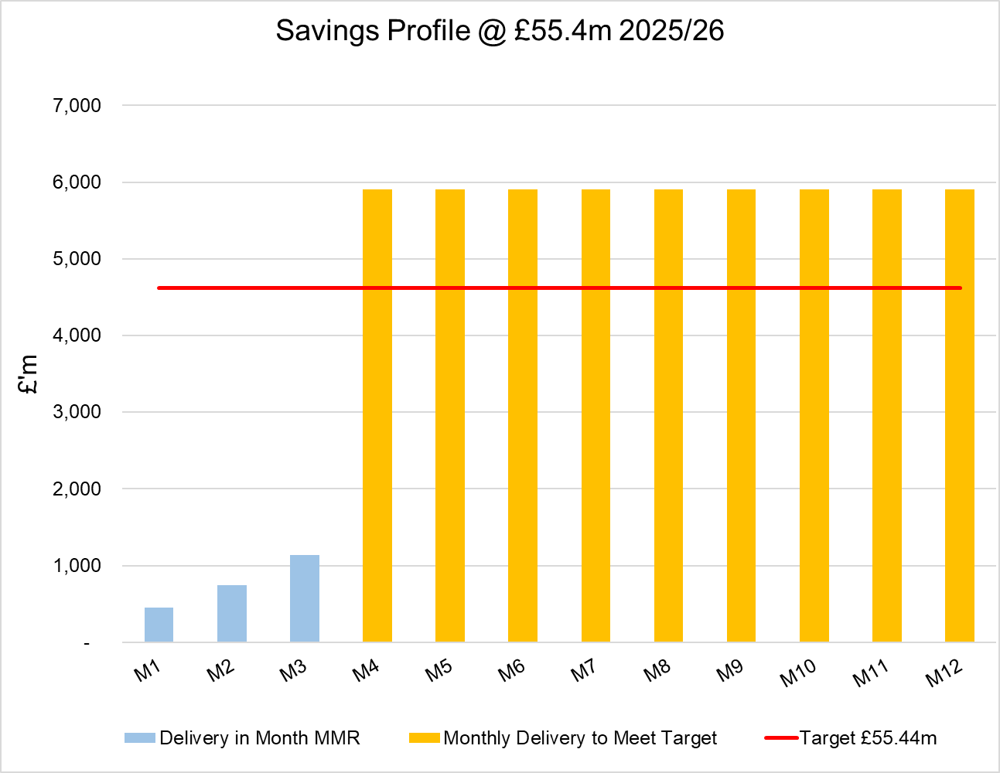 Savings Profile @ £55.4m 2025/26
7,000
6,000
5,000
4,000
3,000
2,000
1,000
-
£'m
M1 M2 M3 M4 M5 M6 M7 M8 M9 M10 M11 M12
Delivery in Month MMR Monthly Delivery to Meet Target Target £55.44m